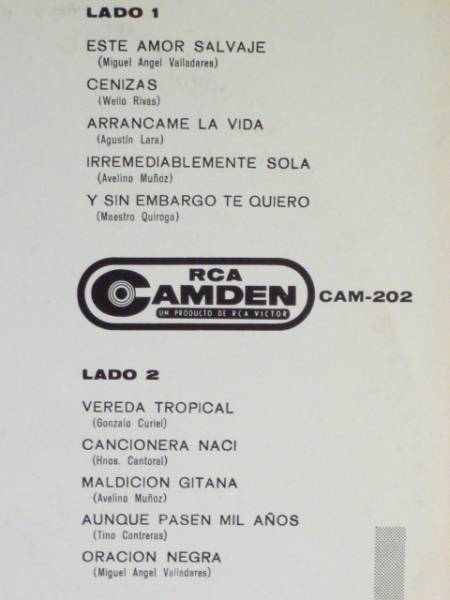 LADO 1
ESTE AMOR SALVAJE
(Miguel Angel Valladares)
CENIZAS
(Wello Rivas)
ARRANCAME LA VIDA
(Agustín Lara)
IRREMEDIABLEMENTE SOLA
(Avelino Muñoz)
Y SIN EMBARGO TE QUIERO
(Maestro Quiroga)
RCA
CAMDEN
UN PRODUCTO DE RCA VICTOR
CAM-202
LADO 2
VEREDA TROPICAL
(Gonzalo Curiel)
CANCIONERA NACI
(Hnos. Cantoral)
MALDICION GITANA
(Avelino Muñoz)
AUNQUE PASEN MIL AÑOS
(Tino Contreras)
ORACION NEGRA
(Miguel Angel Valladares)